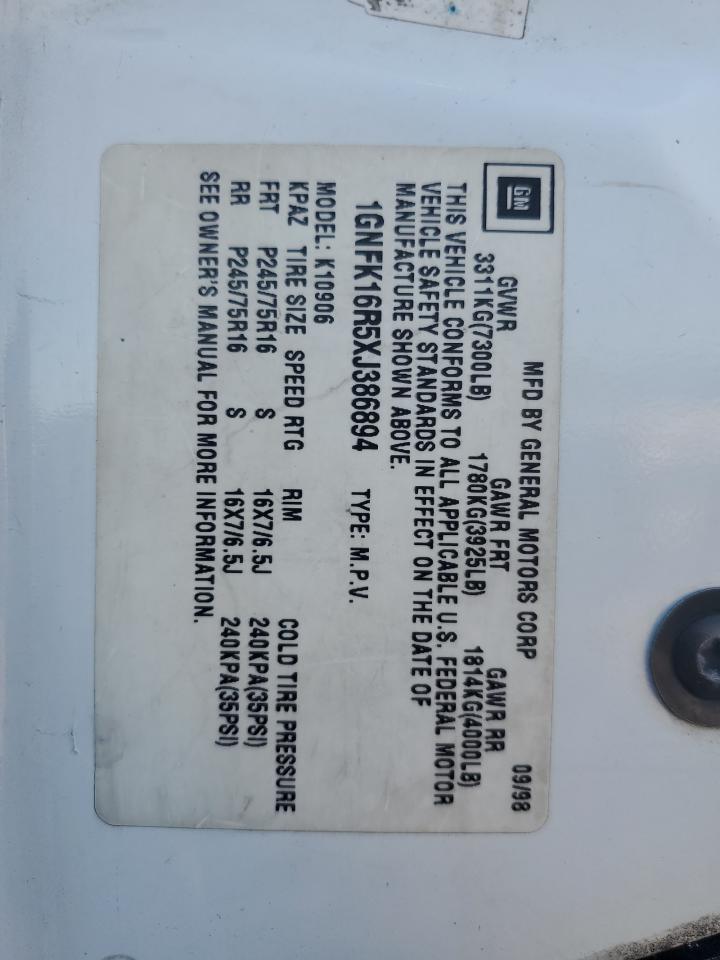 GM
MFD BY GENERAL MOTORS CORP 09/98
GVWR GAWR FRT GAWR RR
3311KG(7300LB) 1780KG(3925LB) 1814KG(4000LB)
THIS VEHICLE CONFORMS TO ALL APPLICABLE U.S. FEDERAL MOTOR
VEHICLE SAFETY STANDARDS IN EFFECT ON THE DATE OF
MANUFACTURE SHOWN ABOVE.
1GNFK16R5XJ386894 TYPE: M.P.V.
MODEL: K10906
KPAZ TIRE SIZE SPEED RTG RIM COLD TIRE PRESSURE
FRT P245/75R16 S 16X7/6.5J 240KPA(35PSI)
RR P245/75R16 S 16X7/6.5J 240KPA(35PSI)
SEE OWNER'S MANUAL FOR MORE INFORMATION.